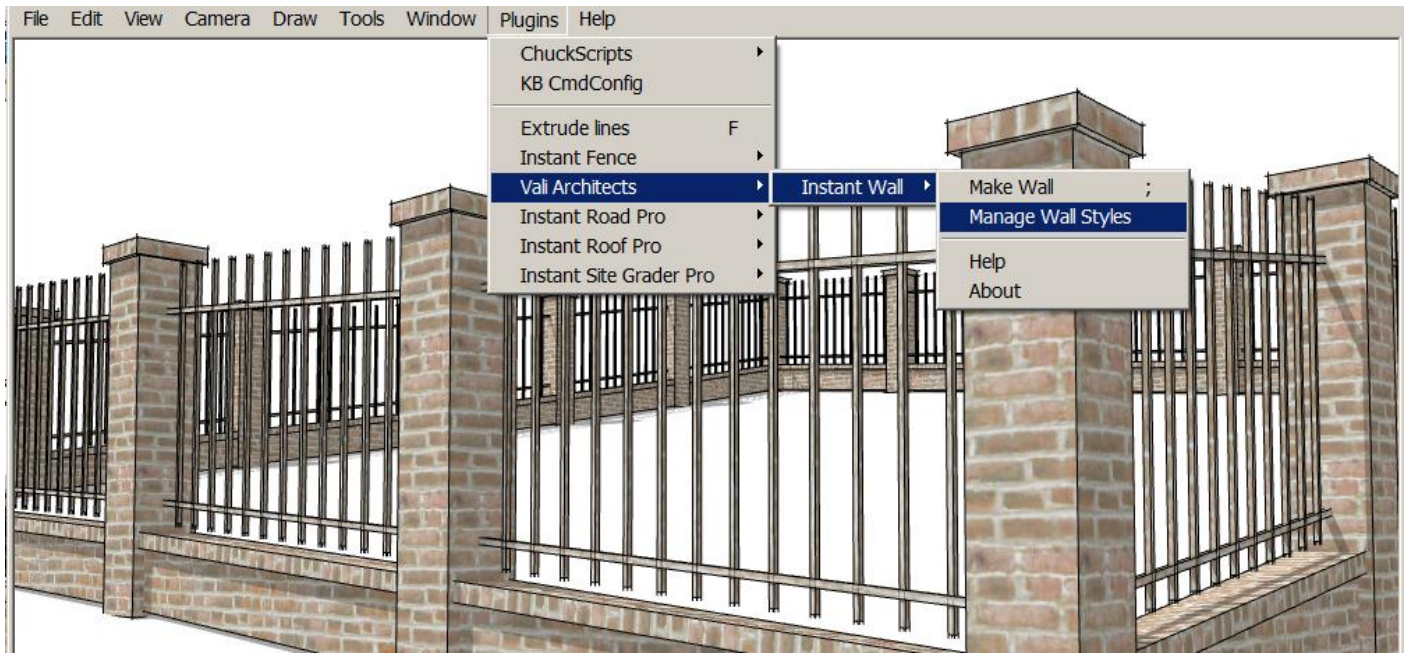 File Edit View Camera Draw Tools Window Plugins Help
ChuckScripts
KB CmdConfig
Extrude lines F
Instant Fence
Vali Architects
Instant Road Pro
Instant Roof Pro
Instant Site Grader Pro
Instant Wall
Make Wall ;
Manage Wall Styles
Help
About